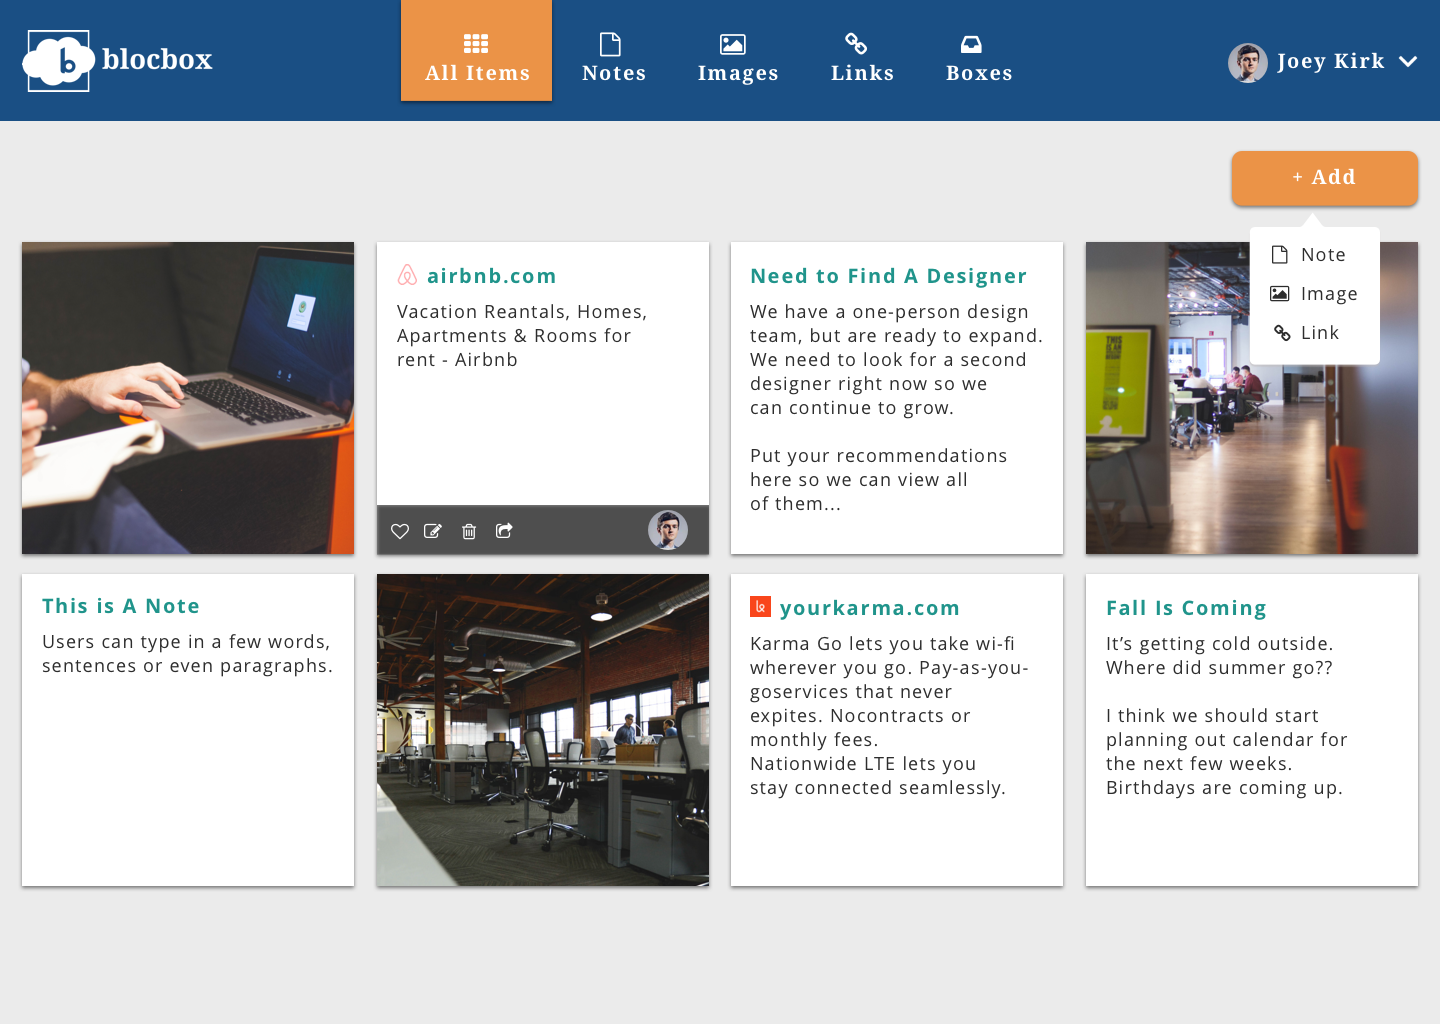 b blocbox
All Items
Notes
Images
Links
Boxes
Joey Kirk
+ Add
Note
Image
Link
airbnb.com
Vacation Reantals, Homes,
Apartments & Rooms for
rent - Airbnb
Need to Find A Designer
We have a one-person design
team, but are ready to expand.
We need to look for a second
designer right now so we
can continue to grow.
Put your recommendations
here so we can view all
of them...
THIS
IS AN
This is A Note
Users can type in a few words,
sentences or even paragraphs.
yourkarma.com
Karma Go lets you take wi-fi
wherever you go. Pay-as-you-
goservices that never
expites. Nocontracts or
monthly fees.
Nationwide LTE lets you
stay connected seamlessly.
Fall Is Coming
It’s getting cold outside.
Where did summer go??
I think we should start
planning out calendar for
the next few weeks.
Birthdays are coming up.